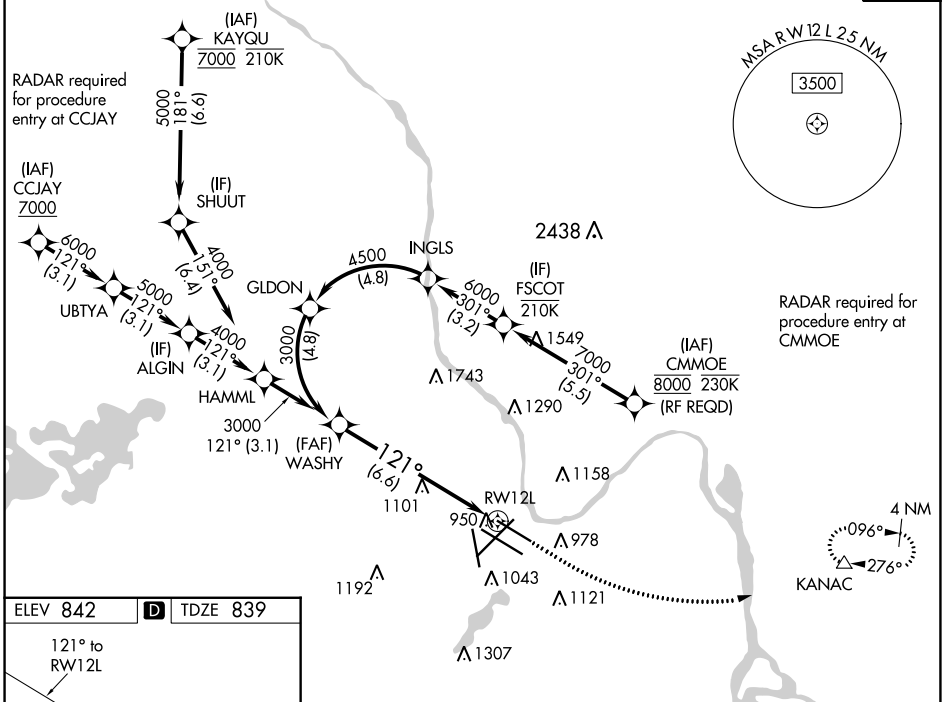 (IAF)
KAYQU
7000 210K
RADAR required
for procedure
entry at CCJAY
5000
181°
(6.6)
MSA RW12L 25 NM
3500
(IAF)
CCJAY
7000
(IF)
SHUUT
6000
121°
(3.1)
UBTYA
5000
121°
(3.1)
(IF)
ALGIN
4000
151°
(6.4)
4000
121°
(3.1)
HAMML
3000
121° (3.1)
GLDON
4500
(4.8)
3000
(4.8)
INGLS
2438
(IF)
FSCOT
210K
6000
301°
(3.2)
1549
7000
301°
(5.5)
(IAF)
CMMOE
8000 230K
(RF REQD)
RADAR required for
procedure entry at
CMMOE
1743
1290
(FAF)
WASHY
121°
(6.6)
1101
1158
RW12L
950
978
1043
1192
1121
1307
4 NM
096°
276°
KANAC
ELEV 842 D TDZE 839
121° to
RW12L